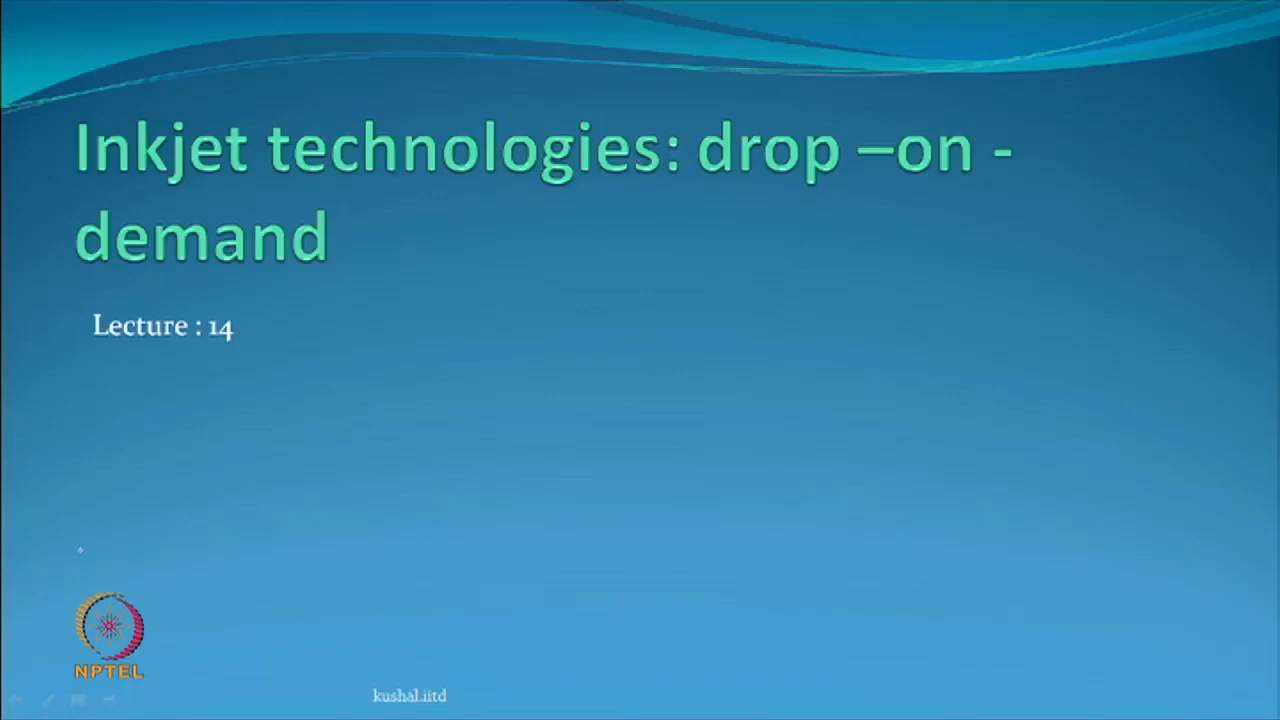 Inkjet technologies: drop –on -
demand
Lecture : 14
NPTEL
kushal.iitd